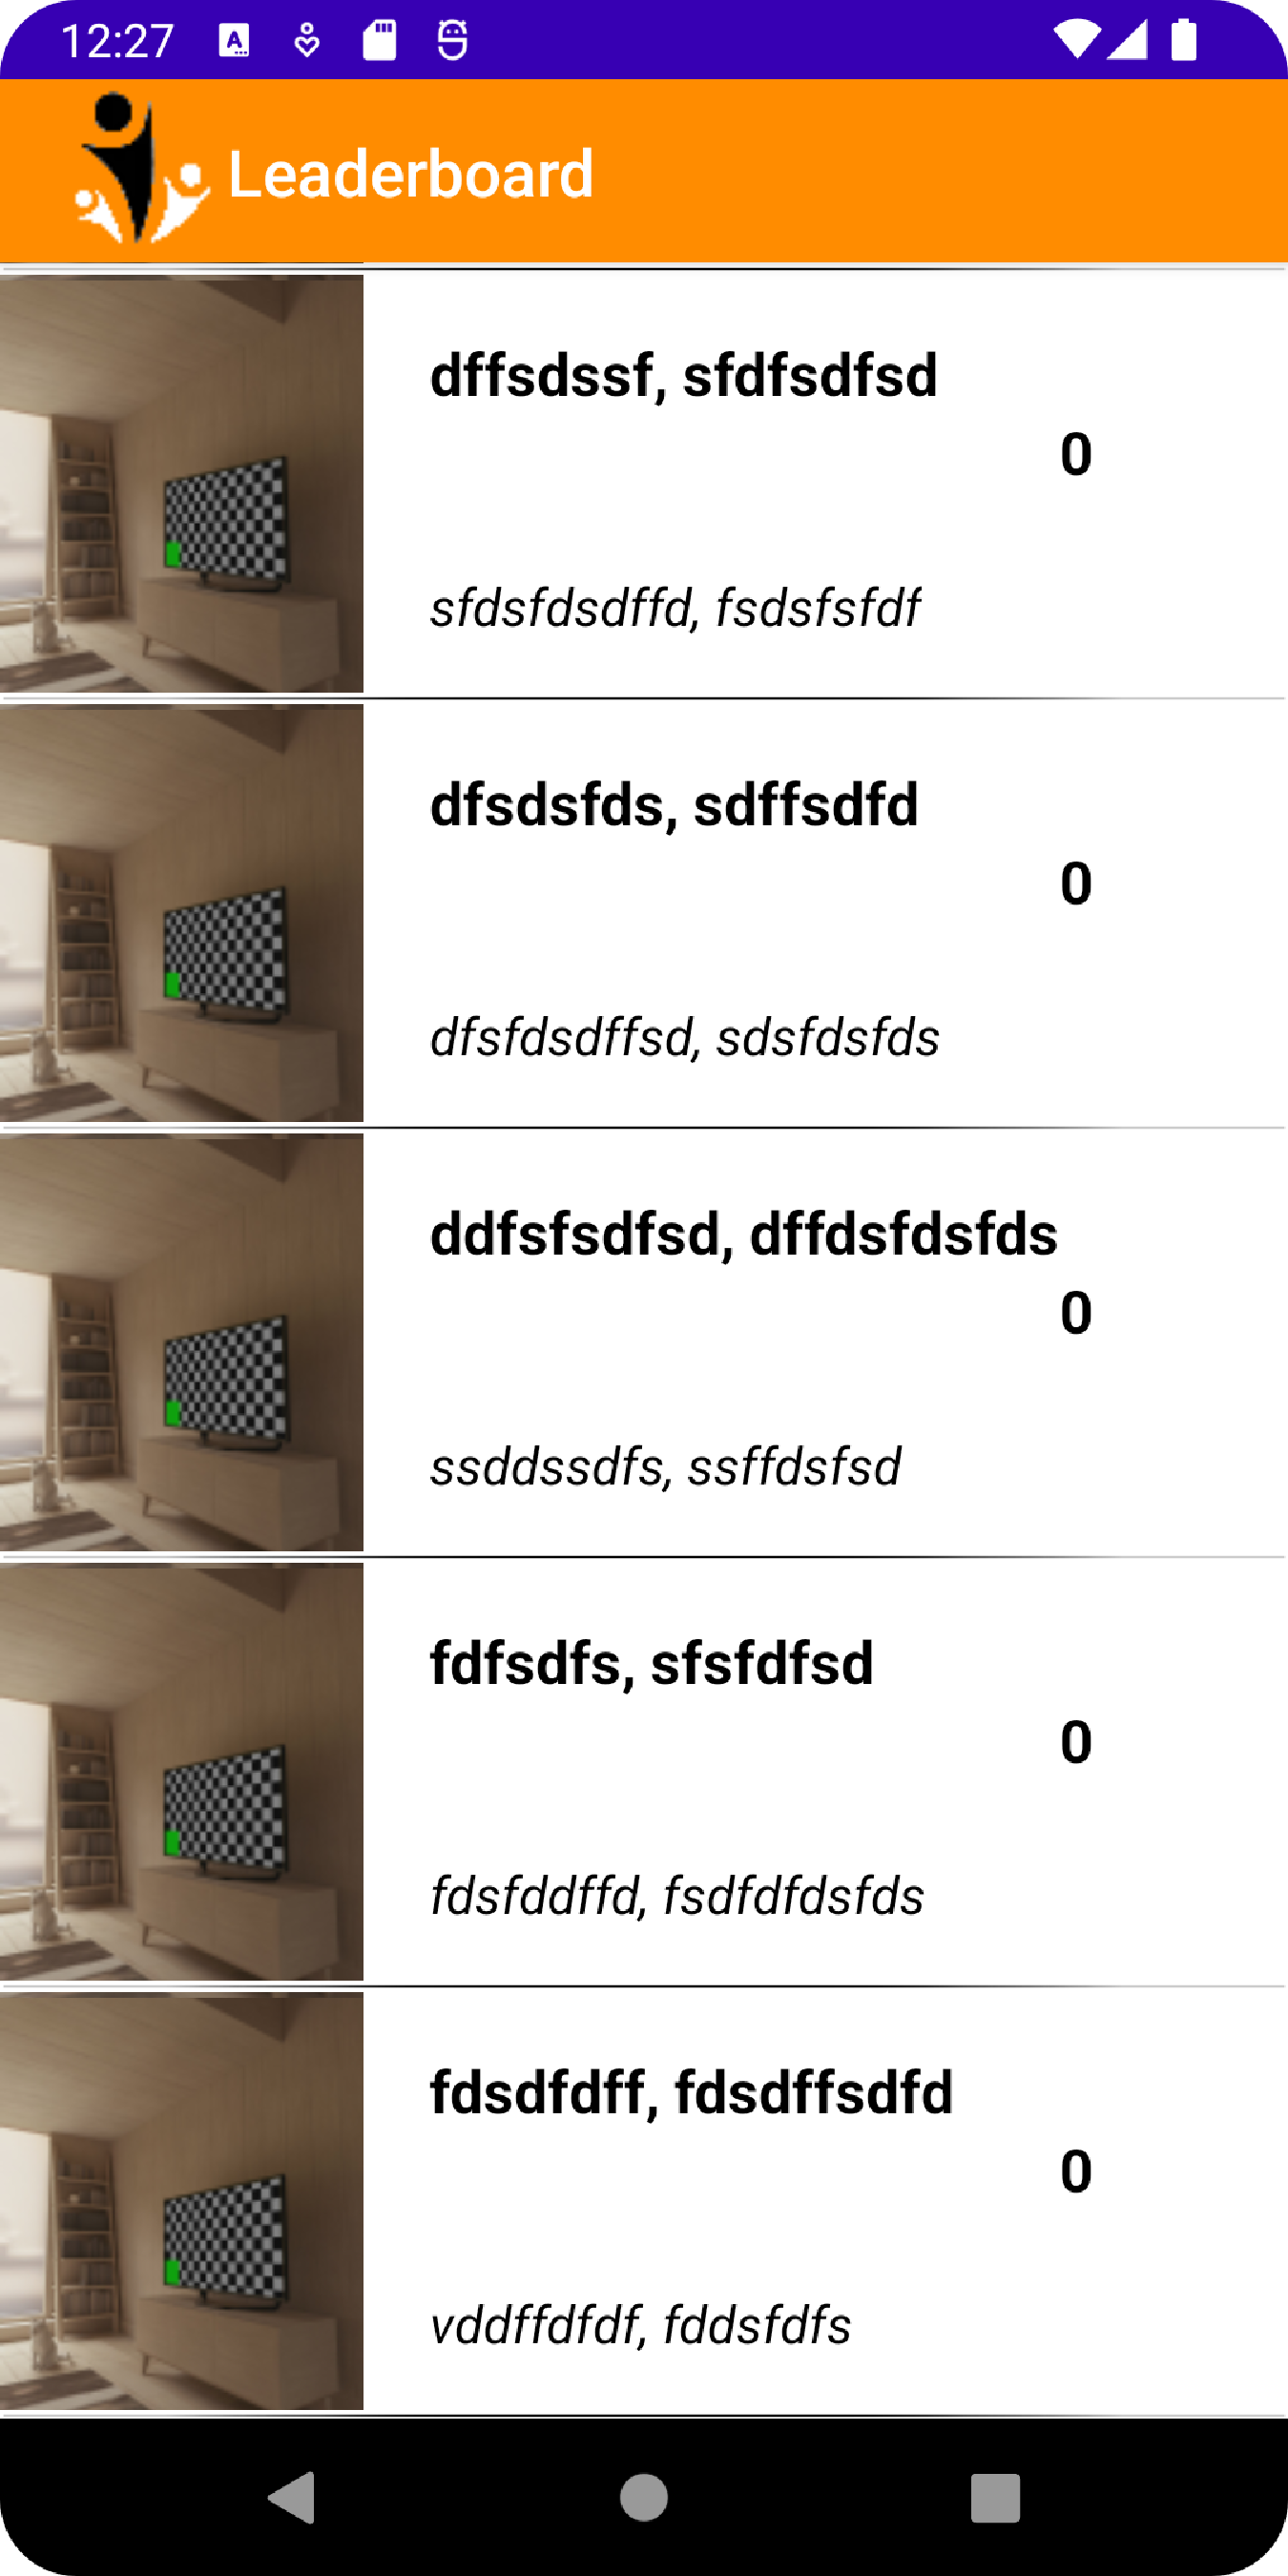 12:27
Leaderboard
dffsdssf, sfdfsdfsd
0
sfdsfdsdffd, fsdsfsfdf
dfsdsfds, sdffsdfd
0
dfsfdsdffsd, sdsfdsfds
ddfsfsdfsd, dffdsfdsfds
0
ssddssdfs, ssffdsfsd
fdfsdfs, sfsfdfsd
0
fdsfddffd, fsdfdfdsfds
fdsdfdff, fdsdffsdfd
0
vddffdfdf, fddsfdfs